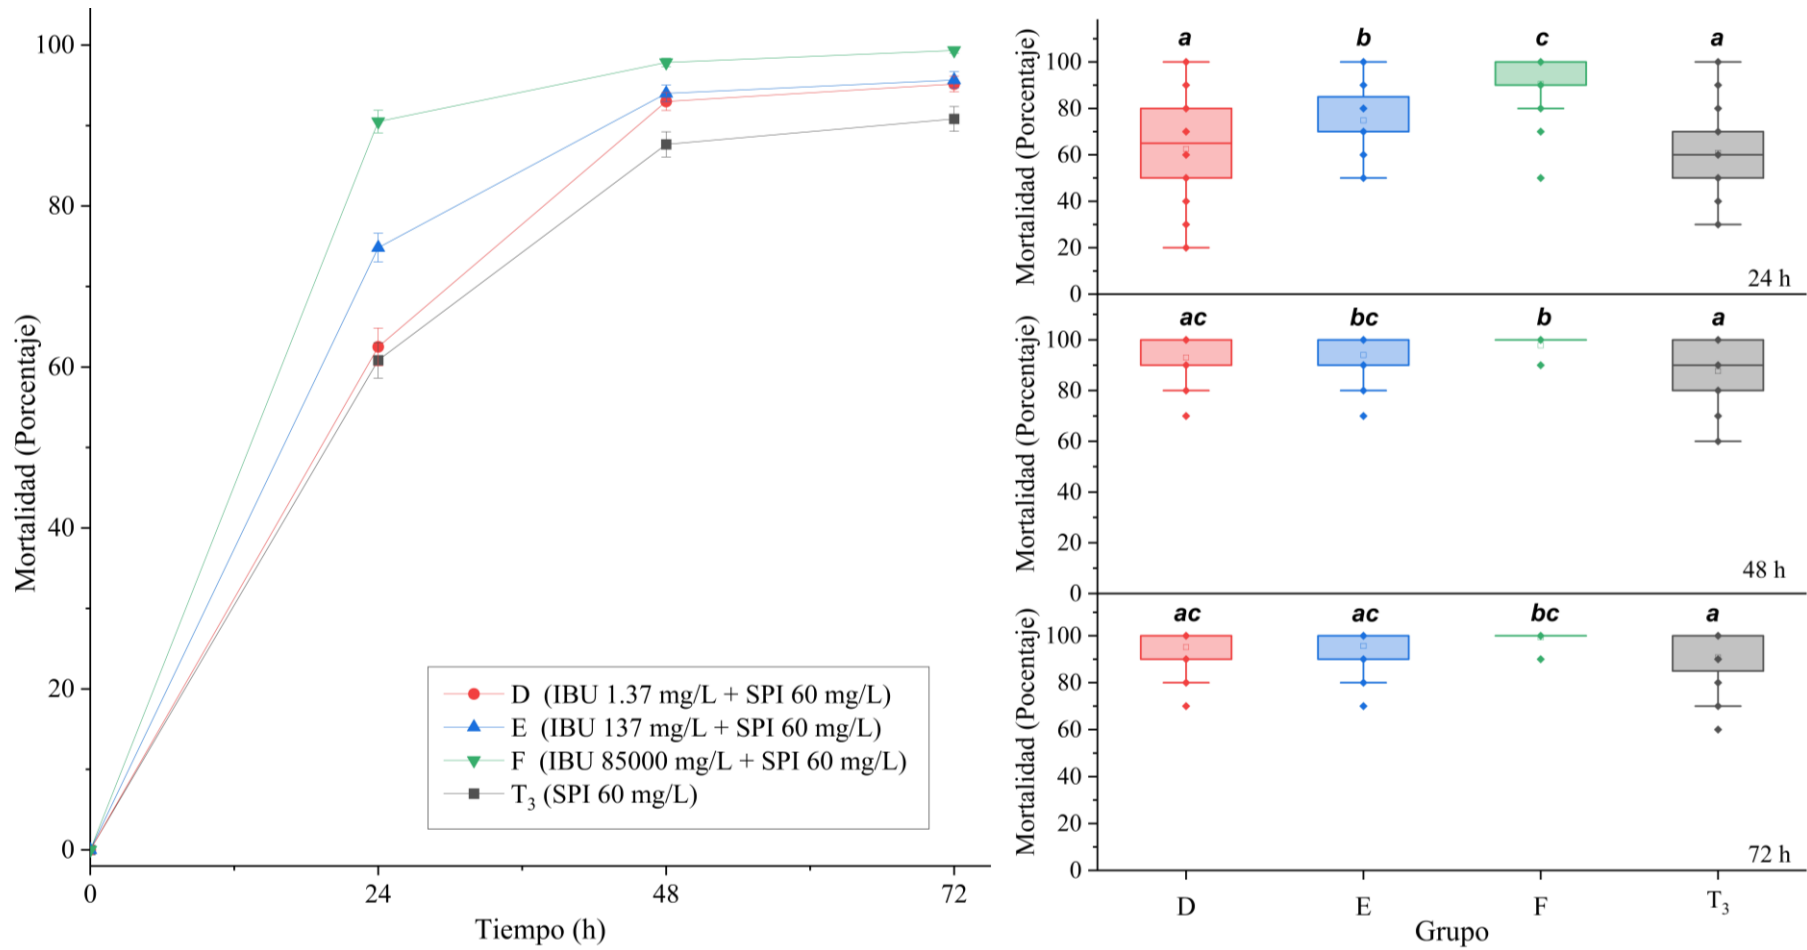 Mortalidad (Porcentaje)
100
80
60
40
20
0
0
24
48
72
Tiempo (h)
D (IBU 1.37 mg/L + SPI 60 mg/L)
E (IBU 137 mg/L + SPI 60 mg/L)
F (IBU 85000 mg/L + SPI 60 mg/L)
T3 (SPI 60 mg/L)
Mortalidad (Porcentaje)
100
80
60
40
20
0
a b c a
24 h
Mortalidad (Porcentaje)
100
80
60
40
20
0
ac bc b a
48 h
Mortalidad (Pocentaje)
100
80
60
40
20
0
ac ac bc a
72 h
D E F T3
Grupo